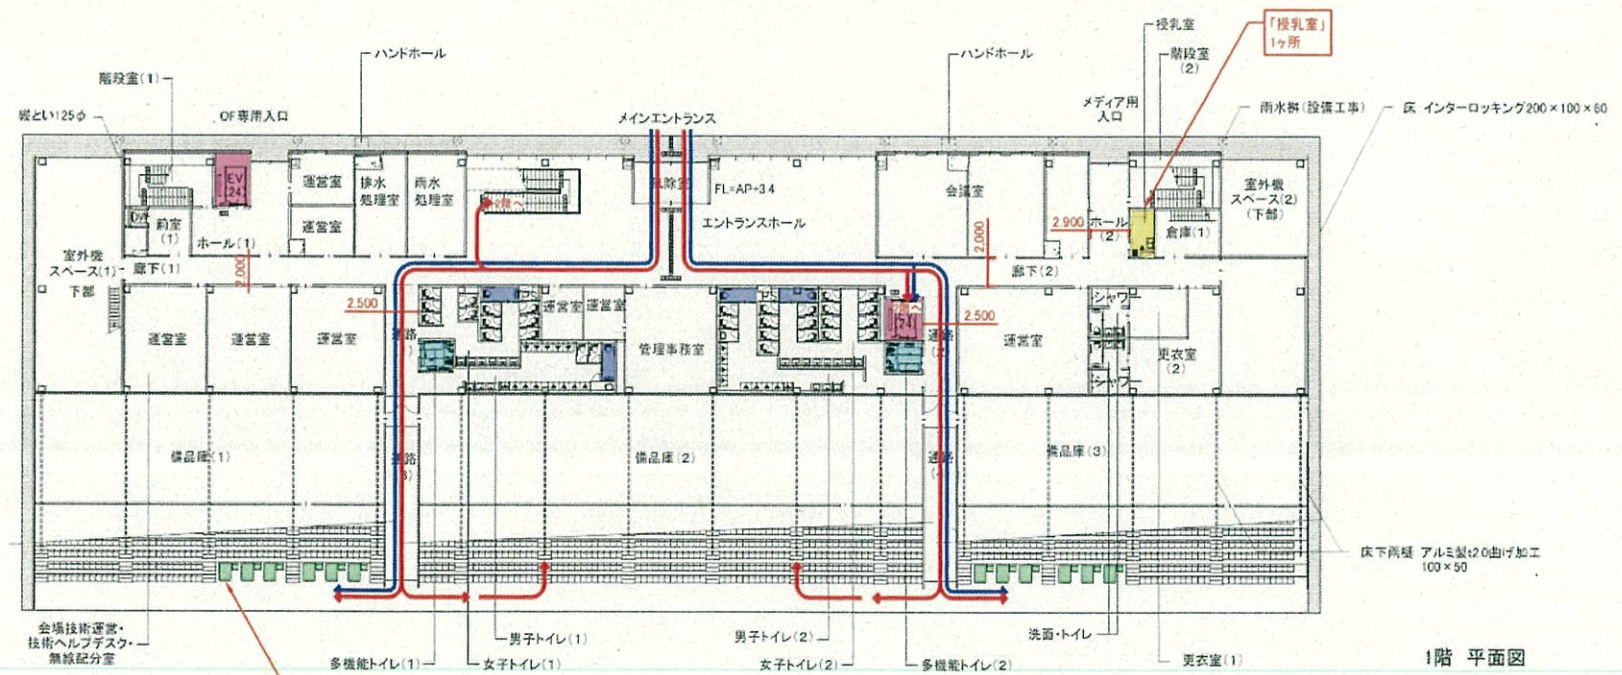 授乳室
「授乳室」
1ヶ所
ハンドホール
ハンドホール
階段室
(2)
階段室(1)
メディア用
入口
雨水桝(設備工事)
床 インターロッキング200×100×60
縦とい125φ
OF専用入口
メインエントランス
EV
(24)
運営室
排水
処理室
雨水
処理室
2階へ
風除室
FL=AP+3.4
会議室
室外機
スペース(2)
(下部)
運営室
前室
(1)
ホール(1)
エントランスホール
2.900
ホール
(2)
倉庫(1)
室外機
スペース(1)
下部
廊下(1)
2.000
2.000
廊下(2)
2.500
運営室
運営室
2.500
シャワ
運営室
運営室
運営室
管理事務室
(24)
運営室
更衣室
(2)
シャワ
備品庫(1)
備品庫(2)
備品庫(3)
通路
通路
床下雨樋 アルミ製t2.0曲げ加工
100×50
会場技術運営・
技術ヘルプデスク・
無線配分室
男子トイレ(1)
男子トイレ(2)
洗面・トイレ
多機能トイレ(1)
女子トイレ(1)
女子トイレ(2)
多機能トイレ(2)
更衣室(1)
1階 平面図